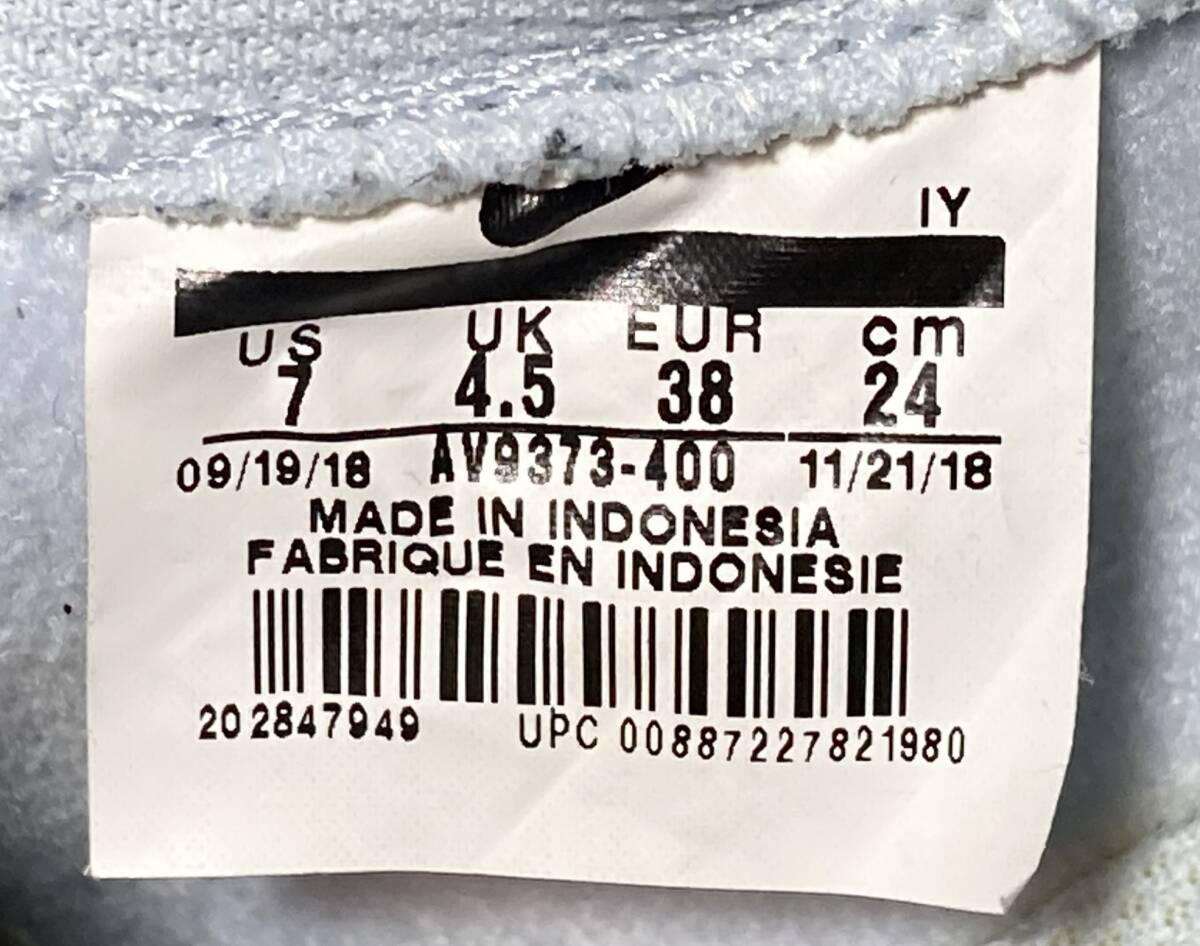 IY
US UK EUR cm
7 4.5 38 24
09/19/18 AV9373-400 11/21/18
MADE IN INDONESIA
FABRIQUE EN INDONESIE
202847949 UPC 00887227821980